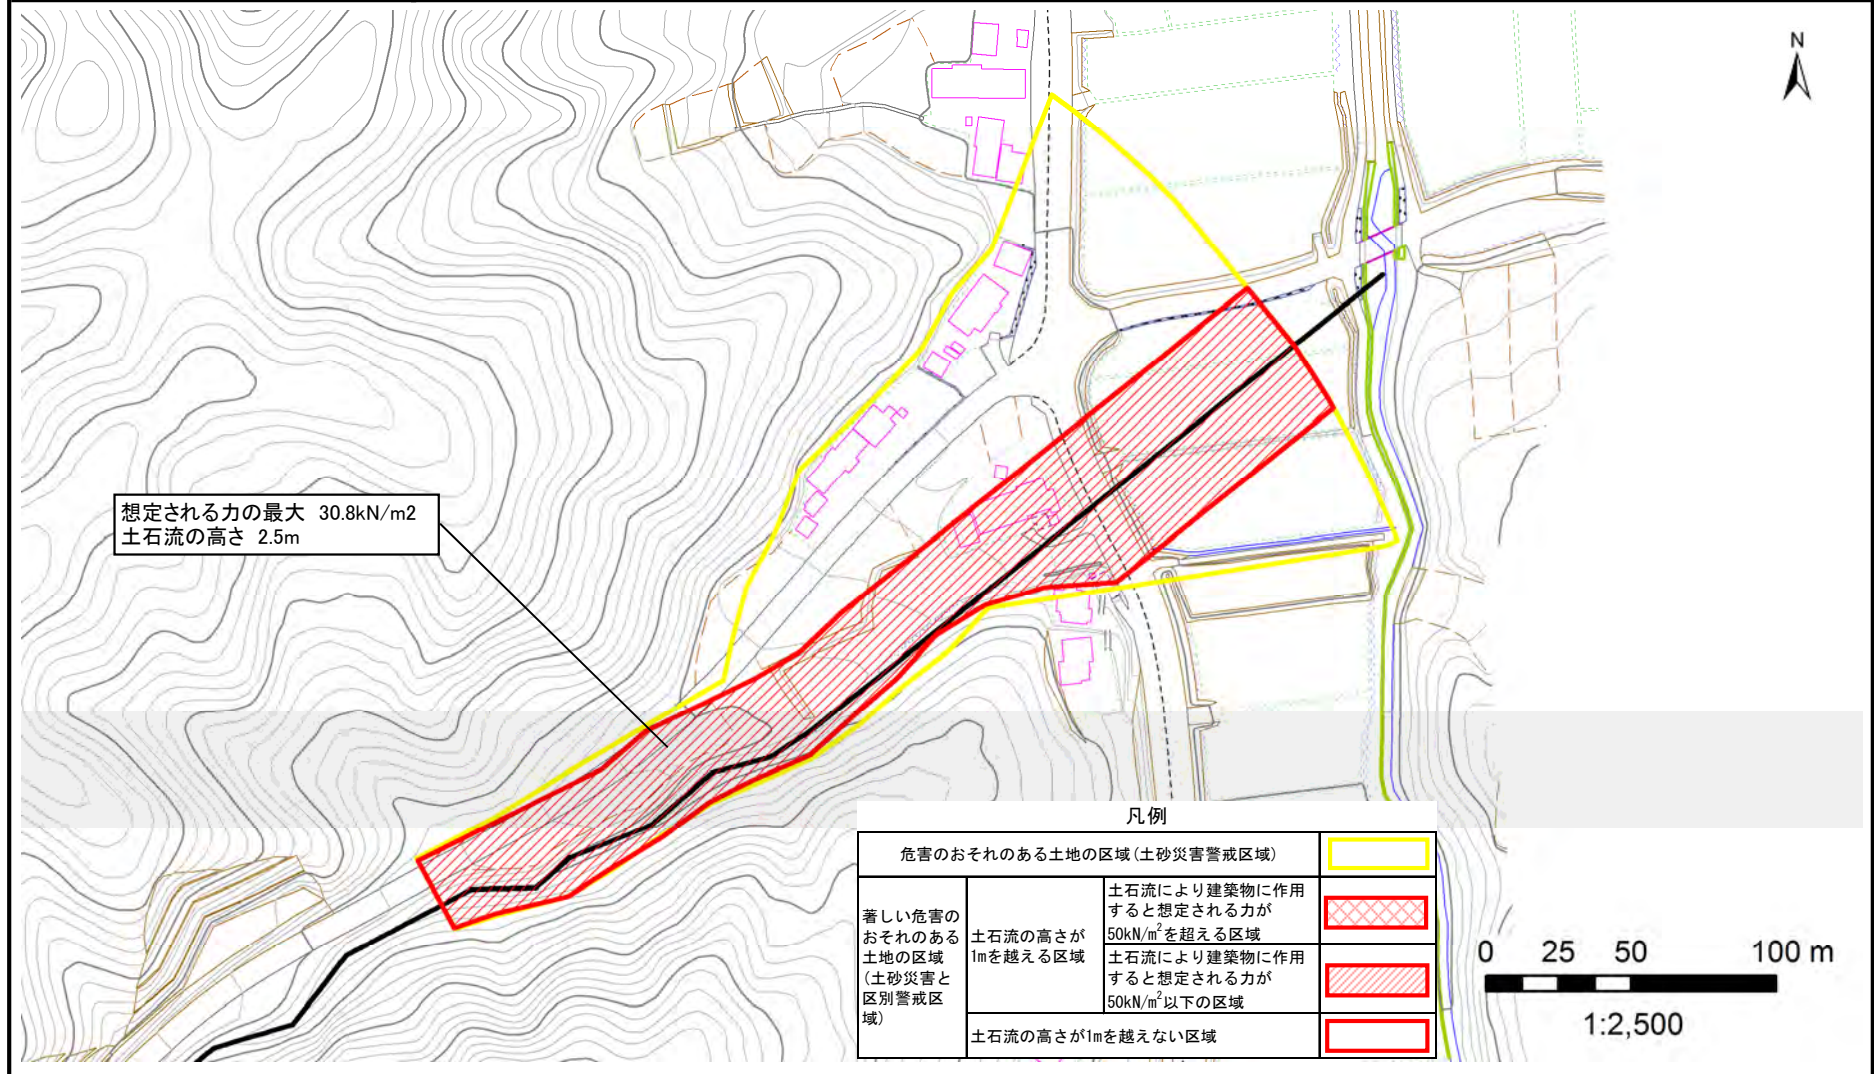 N
想定される力の最大 30.8kN/m2
土石流の高さ 2.5m
凡例
危害のおそれのある土地の区域(土砂災害警戒区域)
著しい危害の
おそれのある
土地の区域
(土砂災害と
区別警戒区
域)
土石流の高さが
1mを越える区域
土石流により建築物に作用
すると想定される力が
50kN/m²を超える区域
土石流により建築物に作用
すると想定される力が
50kN/m²以下の区域
土石流の高さが1mを越えない区域
0 25 50 100 m
1:2,500